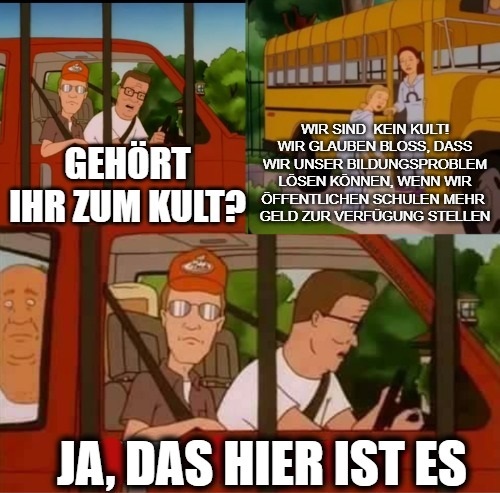 GEHÖRT
IHR ZUM KULT?
WIR SIND KEIN KULT!
WIR GLAUBEN BLOSS, DASS
WIR UNSER BILDUNGSPROBLEM
LÖSEN KÖNNEN, WENN WIR
ÖFFENTLICHEN SCHULEN MEHR
GELD ZUR VERFÜGUNG STELLEN
JA, DAS HIER IST ES